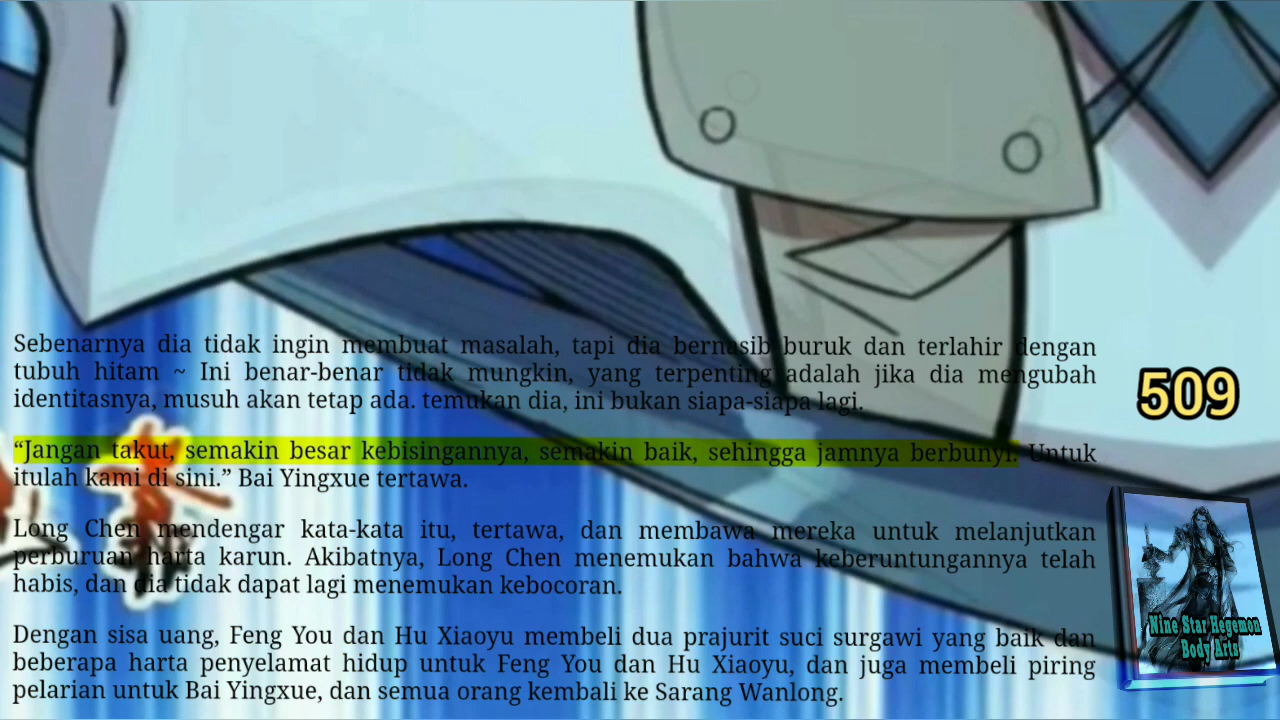 Sebenarnya dia tidak ingin membuat masalah, tapi dia bernasib buruk dan terlahir dengan
tubuh hitam ~ Ini benar-benar tidak mungkin, yang terpenting adalah jika dia mengubah
identitasnya, musuh akan tetap ada. temukan dia, ini bukan siapa-siapa lagi.
509
“Jangan takut, semakin besar kebisingannya, semakin baik, sehingga jamnya berbunyi. Untuk
itulah kami di sini.” Bai Yingxue tertawa.
Long Chen mendengar kata-kata itu, tertawa, dan membawa mereka untuk melanjutkan
perburuan harta karun. Akibatnya, Long Chen menemukan bahwa keberuntungannya telah
habis, dan dia tidak dapat lagi menemukan kebocoran.
Nine Star Hegemon
Body Arts
Dengan sisa uang, Feng You dan Hu Xiaoyu membeli dua prajurit suci surgawi yang baik dan
beberapa harta penyelamat hidup untuk Feng You dan Hu Xiaoyu, dan juga membeli piring
pelarian untuk Bai Yingxue, dan semua orang kembali ke Sarang Wanlong.